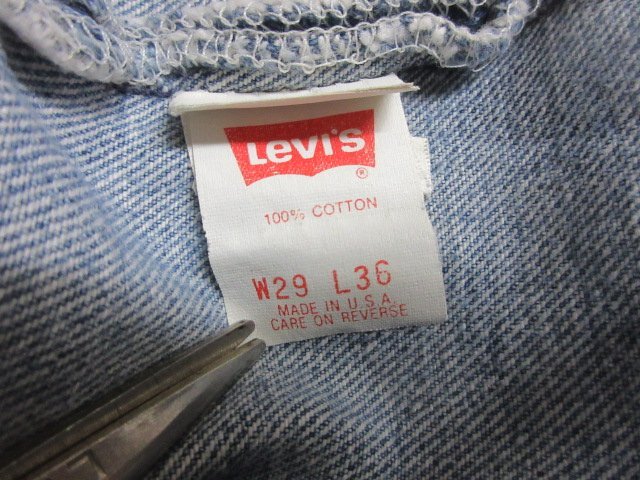 Levi's
®
100% COTTON
W29 L36
MADE IN U.S.A.
CARE ON REVERSE